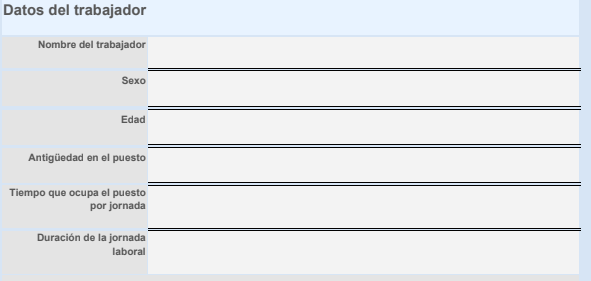 Datos del trabajador
Nombre del trabajador
Sexo
Edad
Antigüedad en el puesto
Tiempo que ocupa el puesto
por jornada
Duración de la jornada
laboral